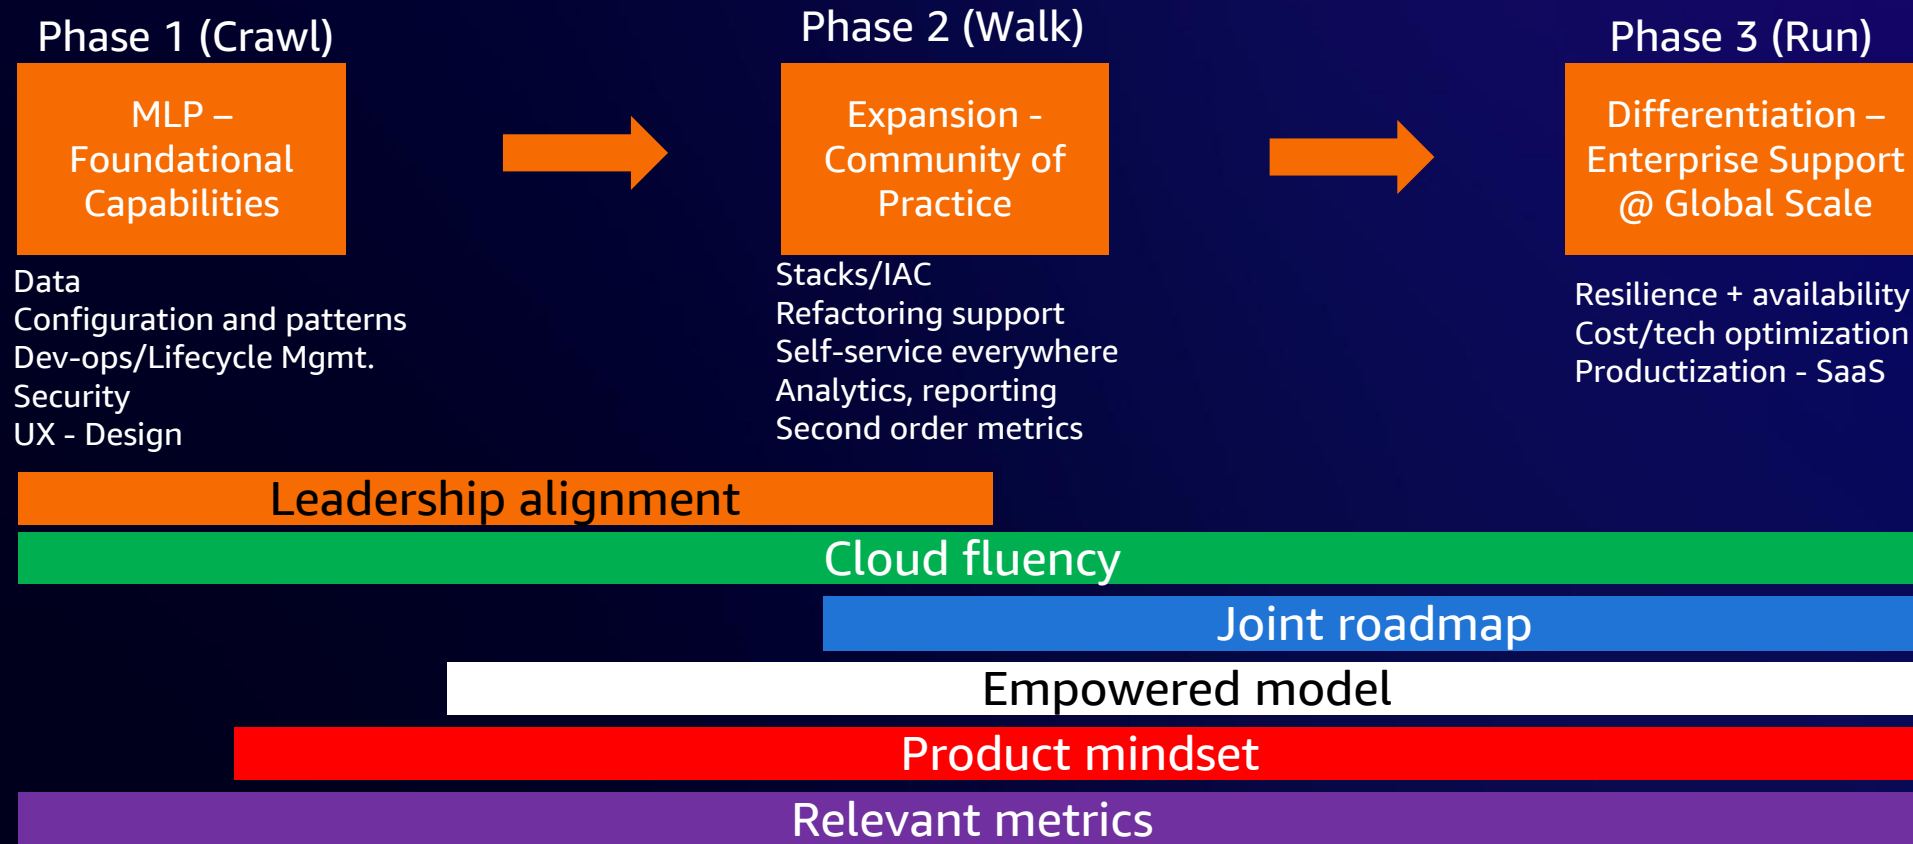 Phase 1 (Crawl)
MLP –
Foundational
Capabilities
Data
Configuration and patterns
Dev-ops/Lifecycle Mgmt.
Security
UX - Design
Phase 2 (Walk)
Expansion -
Community of
Practice
Stacks/IAC
Refactoring support
Self-service everywhere
Analytics, reporting
Second order metrics
Phase 3 (Run)
Differentiation –
Enterprise Support
@ Global Scale
Resilience + availability
Cost/tech optimization
Productization - SaaS
Leadership alignment
Cloud fluency
Joint roadmap
Empowered model
Product mindset
Relevant metrics